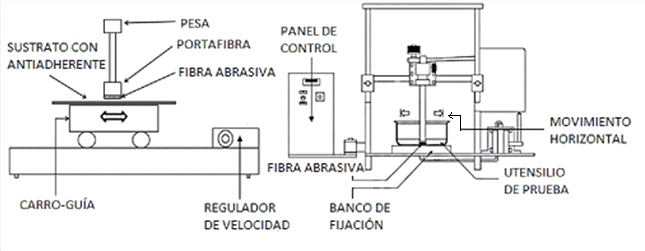 PESA
PORTAFIBRA
SUSTRATO CON
ANTIADHERENTE
FIBRA ABRASIVA
CARRO-GUÍA
REGULADOR
DE VELOCIDAD
PANEL DE
CONTROL
MOVIMIENTO
HORIZONTAL
FIBRA ABRASIVA
BANCO DE
FIJACIÓN
UTENSILIO
DE PRUEBA